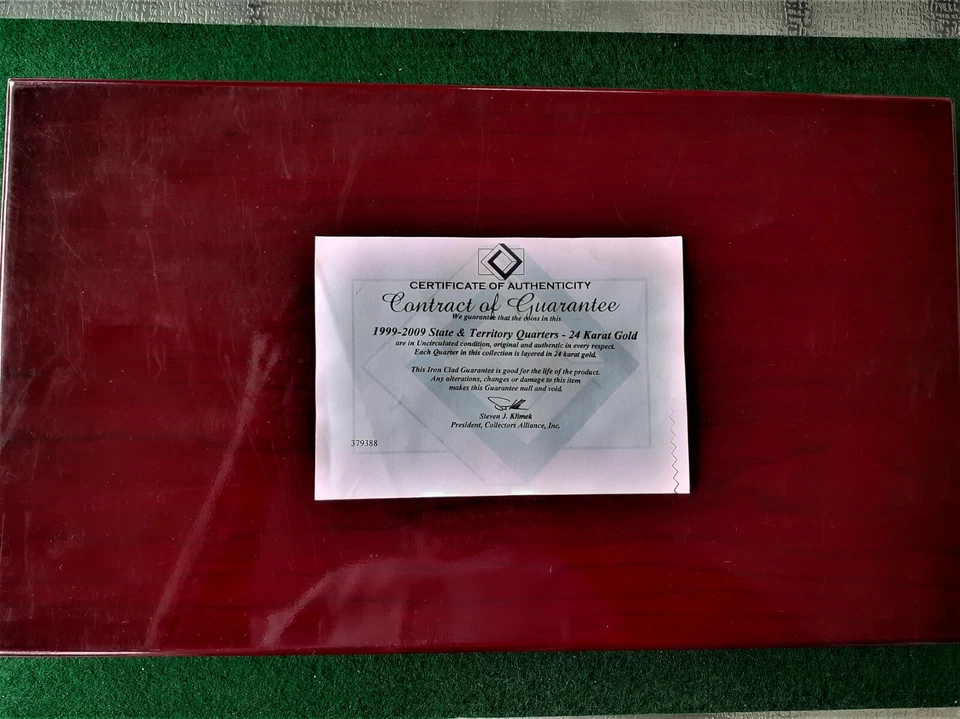 CERTIFICATE OF AUTHENTICITY
Contract of Guarantee
We guarantee that the coins in this
1999-2009 State & Territory Quarters - 24 Karat Gold
are in Uncirculated condition, original and authentic in every respect.
Each Quarter in this collection is layered in 24 karat gold.
This Iron Clad Guarantee is good for the life of the product.
Any alterations, changes or damage to this item
makes this Guarantee null and void.
Steven J. Klimek
President, Collectors Alliance, Inc.
379388